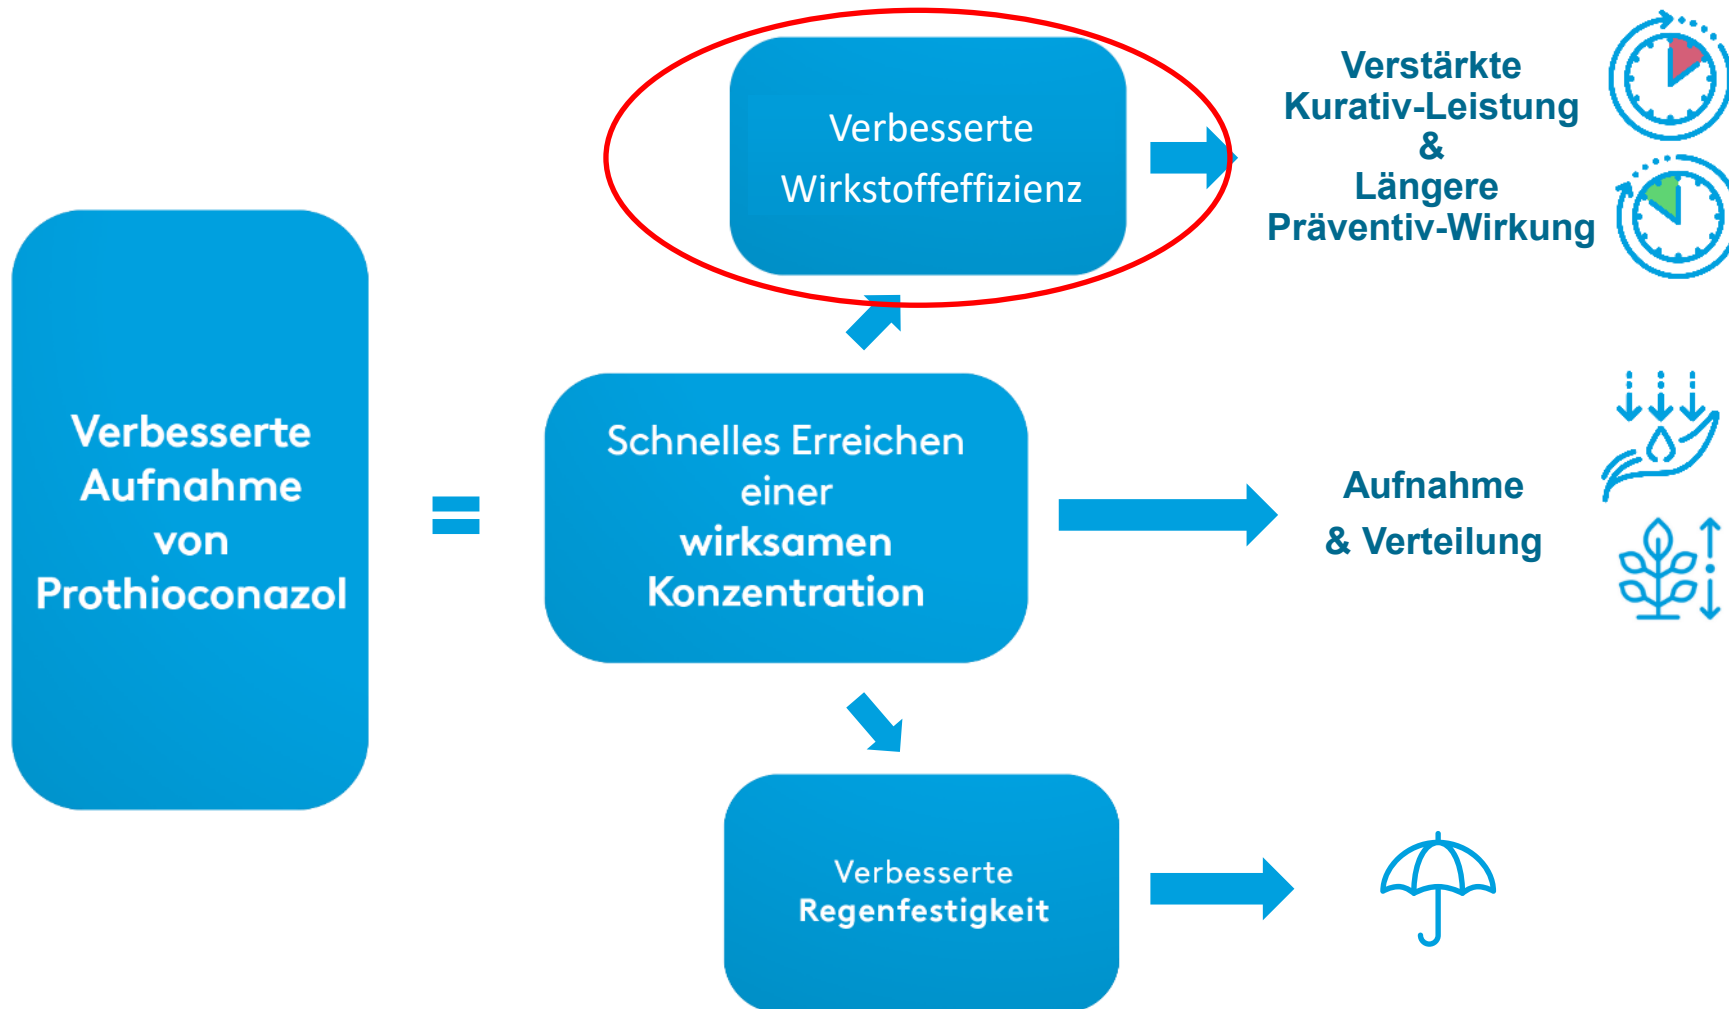 Verbesserte
Aufnahme
von
Prothioconazol
=
Schnelles Erreichen
einer
wirksamen
Konzentration
Verbesserte
Wirkstoffeffizienz
Verstärkte
Kurativ-Leistung
&
Längere
Präventiv-Wirkung
Aufnahme
& Verteilung
Verbesserte
Regenfestigkeit